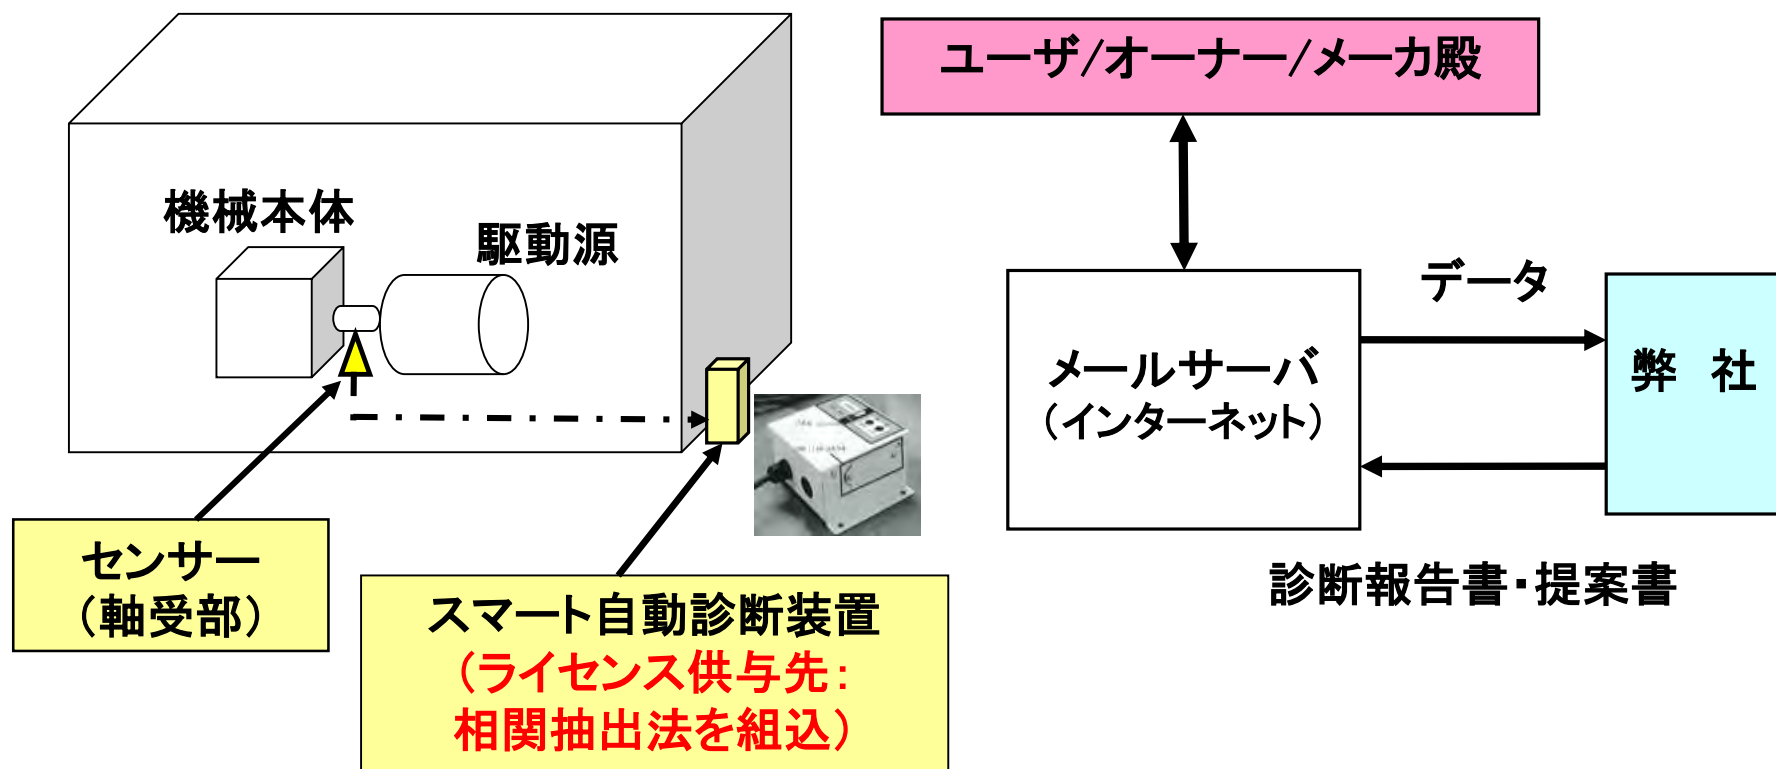 ユーザ/オーナー/メーカ殿
機械本体
駆動源
データ
メールサーバ
(インターネット)
弊 社
センサー
(軸受部)
スマート自動診断装置
(ライセンス供与先:
相関抽出法を組込)
診断報告書・提案書